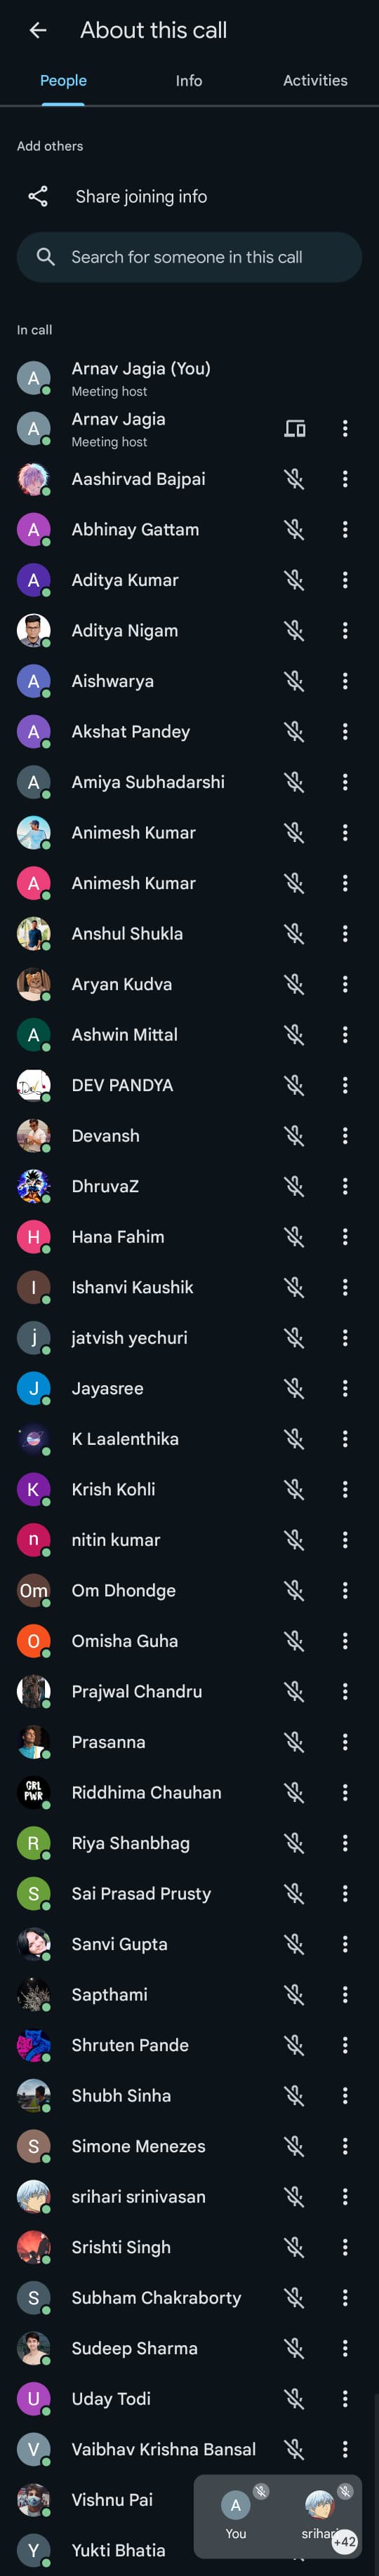 About this call
People
Info
Activities
Add others
Share joining info
Search for someone in this call
In call
A
Arnav Jagia (You)
Meeting host
A
Arnav Jagia
Meeting host
Aashirvad Bajpai
A
Abhinay Gattam
A
Aditya Kumar
Aditya Nigam
A
Aishwarya
A
Akshat Pandey
A
Amiya Subhadarshi
Animesh Kumar
A
Animesh Kumar
Anshul Shukla
Aryan Kudva
A
Ashwin Mittal
DEV PANDYA
Devansh
DhruvaZ
H
Hana Fahim
I
Ishanvi Kaushik
j
jatvish yechuri
J
Jayasree
K Laalenthika
K
Krish Kohli
n
nitin kumar
Om
Om Dhondge
O
Omisha Guha
Prajwal Chandru
Prasanna
GRL
PWR
Riddhima Chauhan
R
Riya Shanbhag
S
Sai Prasad Prusty
Sanvi Gupta
Sapthami
Shruten Pande
Shubh Sinha
S
Simone Menezes
srihari srinivasan
Srishti Singh
S
Subham Chakraborty
Sudeep Sharma
U
Uday Todi
V
Vaibhav Krishna Bansal
Vishnu Pai
Y
Yukti Bhatia
A
You
srihari
+42